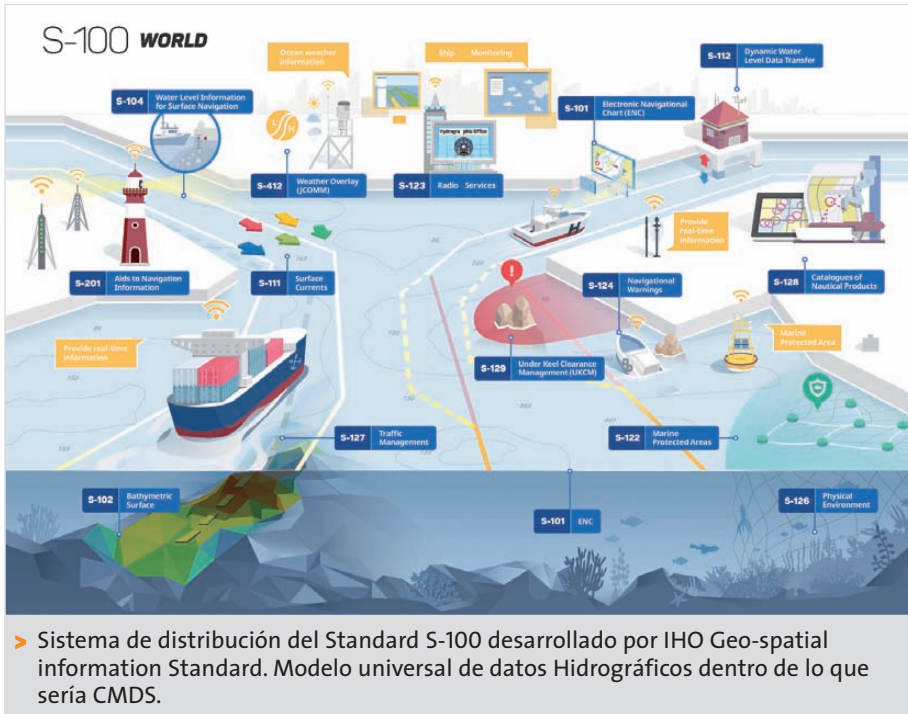 S-100 WORLD
Ocean weather
information
Ship Monitoring
S-112
Dynamic Water
Level Data Transfer
S-104
Water Level Information
for Surface Navigation
S-101
Electronic Navigational
Chart (ENC)
L
H
Hydrogra phic Office
S-412
Weather Overlay
(JCOMM)
S-123
Radio Services
H
Provide
real-time
information
S-201
Aids to Navigation
Information
S-111
Surface
Currents
!
S-124
Navigational
Warnings
S-128
Catalogues of
Nautical Products
Provide real-time
information
Marine
Protected Area
S-129
Under Keel Clearance
Management (UKCM)
S-127
Traffic
Management
S-122
Marine
Protected Areas
S-102
Bathymetric
Surface
S-101
ENC
S-126
Physical
Environment
> Sistema de distribución del Standard S-100 desarrollado por IHO Geo-spatial
information Standard. Modelo universal de datos Hidrográficos dentro de lo que
sería CMDS.